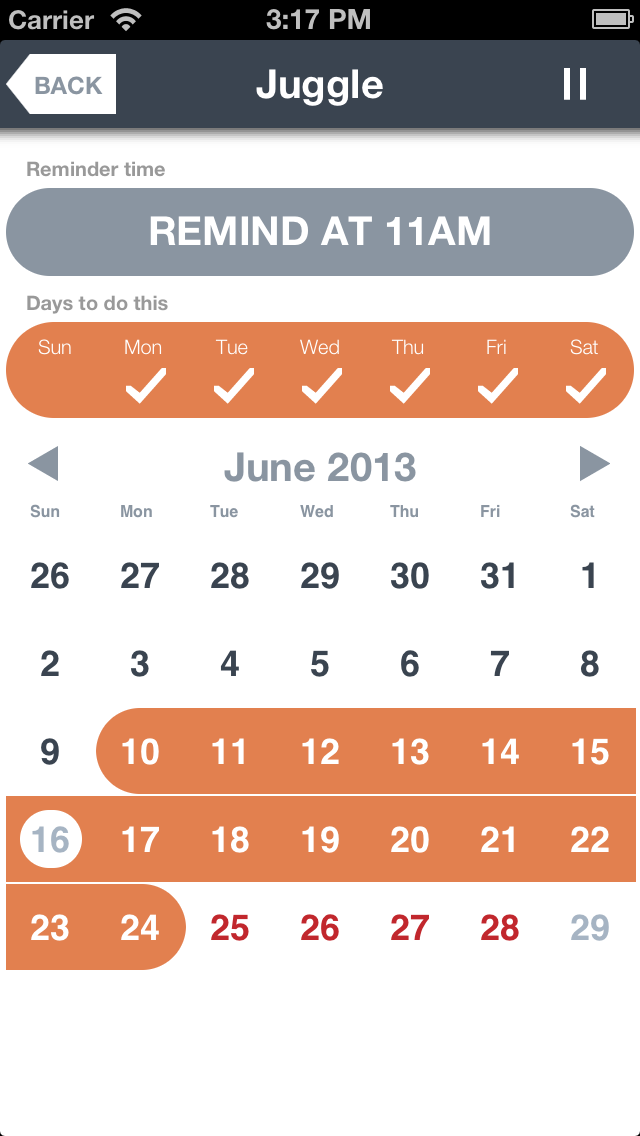 Carrier 3:17 PM
BACK Juggle
Reminder time
REMIND AT 11AM
Days to do this
Sun Mon Tue Wed Thu Fri Sat
June 2013
Sun Mon Tue Wed Thu Fri Sat
26 27 28 29 30 31 1
2 3 4 5 6 7 8
9 10 11 12 13 14 15
16 17 18 19 20 21 22
23 24 25 26 27 28 29